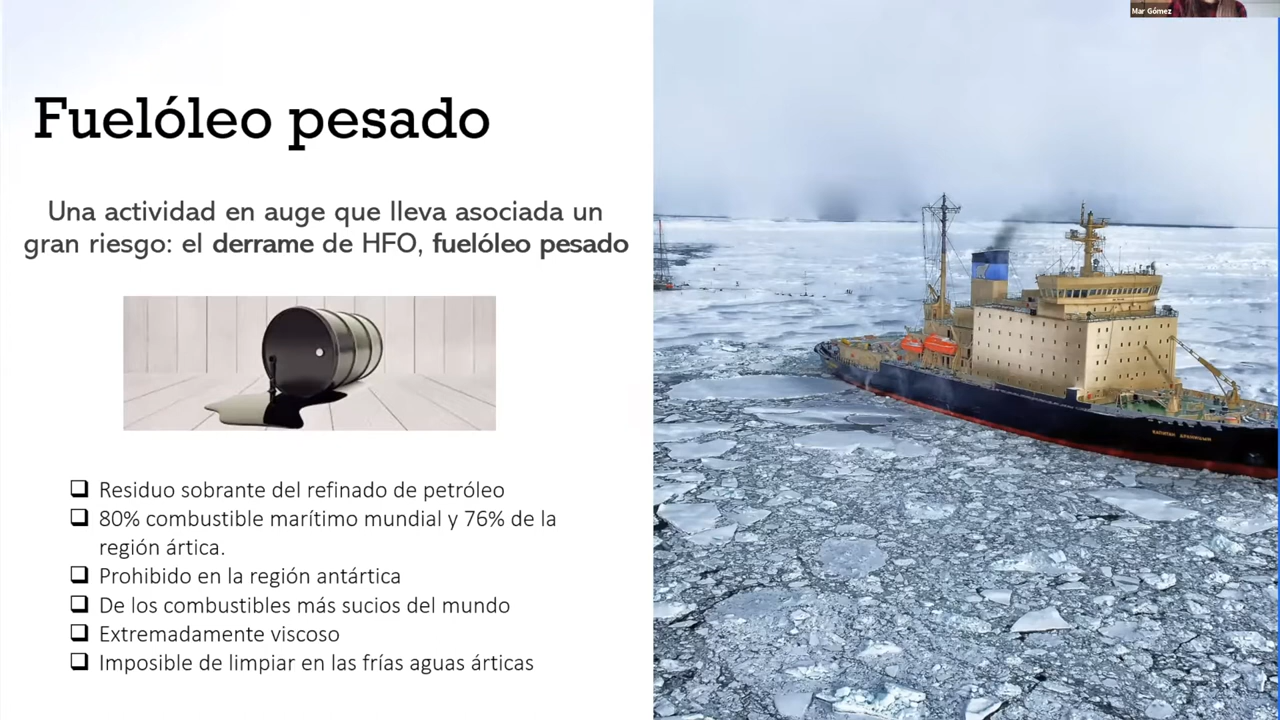 Mar Gómez
Fuelóleo pesado
Una actividad en auge que lleva asociada un
gran riesgo: el derrame de HFO, fuelóleo pesado
❑ Residuo sobrante del refinado de petróleo
❑ 80% combustible marítimo mundial y 76% de la
región ártica.
❑ Prohibido en la región antártica
❑ De los combustibles más sucios del mundo
❑ Extremadamente viscoso
❑ Imposible de limpiar en las frías aguas árticas